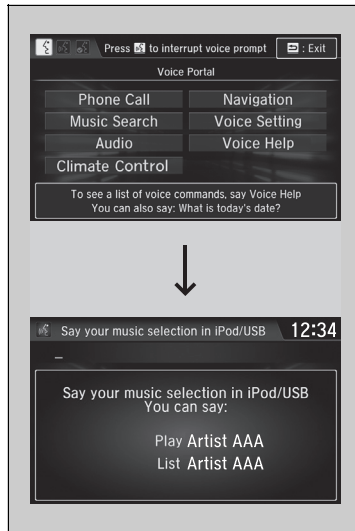 Press to interrupt voice prompt : Exit
Voice Portal
Phone Call Navigation
Music Search Voice Setting
Audio Voice Help
Climate Control
To see a list of voice commands, say Voice Help
You can also say: What is today's date?
Say your music selection in iPod/USB 12:34
Say your music selection in iPod/USB
You can say:
Play Artist AAA
List Artist AAA